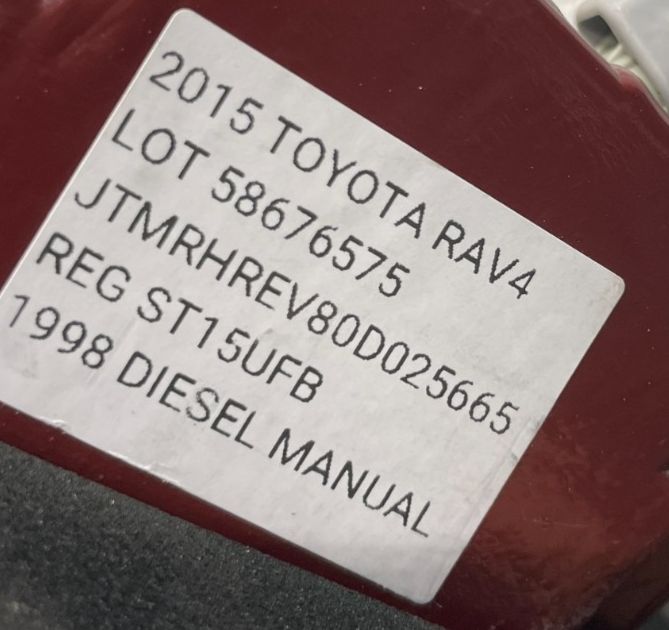 2015 TOYOTA RAV4
LOT 58676575
JTMRHREV80D025665
REG ST15UFB
1998 DIESEL MANUAL